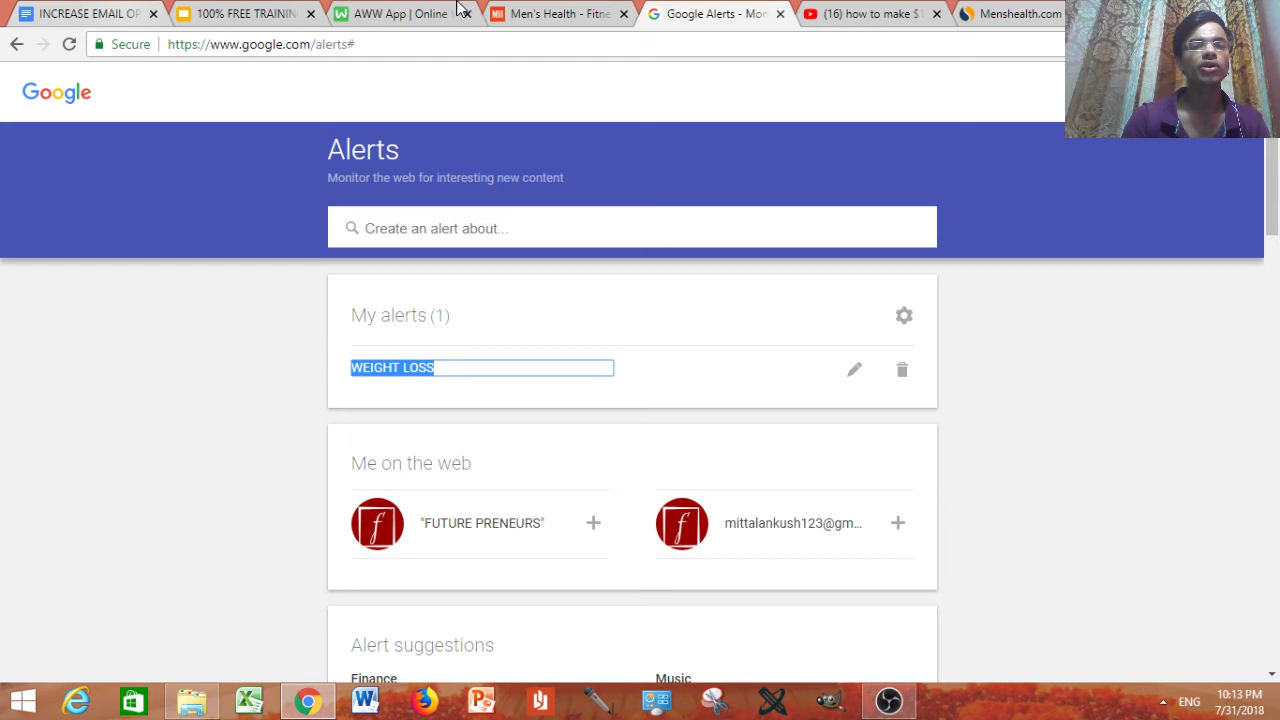 INCREASE EMAIL OP
100% FREE TRAININ
AWW App | Online
Men's Health - Fitne
Google Alerts - Mon
(16) how to make $1
Menshealth.com
Secure
https://www.google.com/alerts#
Google
Alerts
Monitor the web for interesting new content
Create an alert about...
My alerts (1)
WEIGHT LOSS
Me on the web
"FUTURE PRENEURS"
mittalankush123@gm...
Alert suggestions
Finance
Music
ENG
10:13 PM
7/31/2018